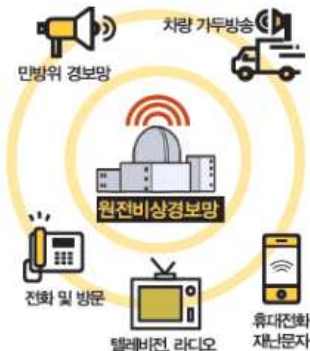 민방위 경보망
차량 가두방송
원전비상경보망
전화 및 방문
텔레비전, 라디오
휴대전화
재난문자